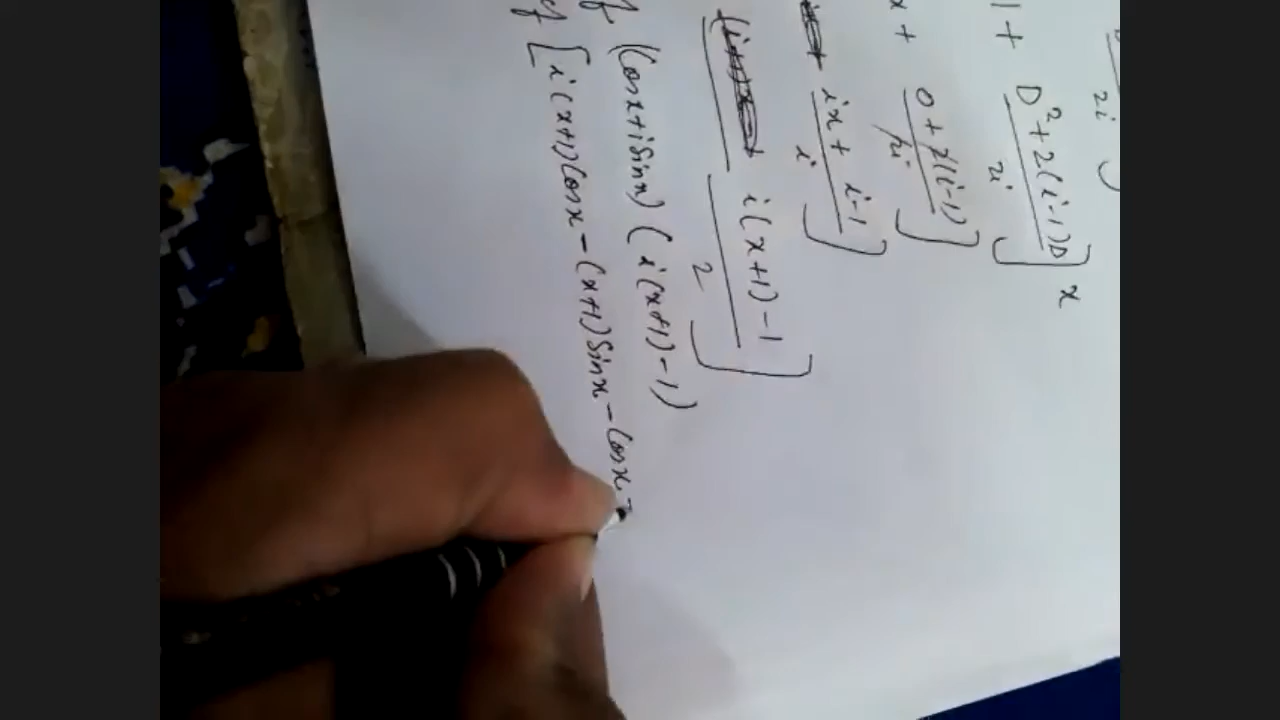 2i
1 + D² + 2(i-1)D ] x
2i
x + 0 + 2(i-1) ]
2i
ix + i-1 ]
i
i(x+1) - 1 ]
2
(Cosx + i Sinx) (i(x+1) - 1)
[ i(x+1) Cosx - (x+1) Sinx - Cosx -